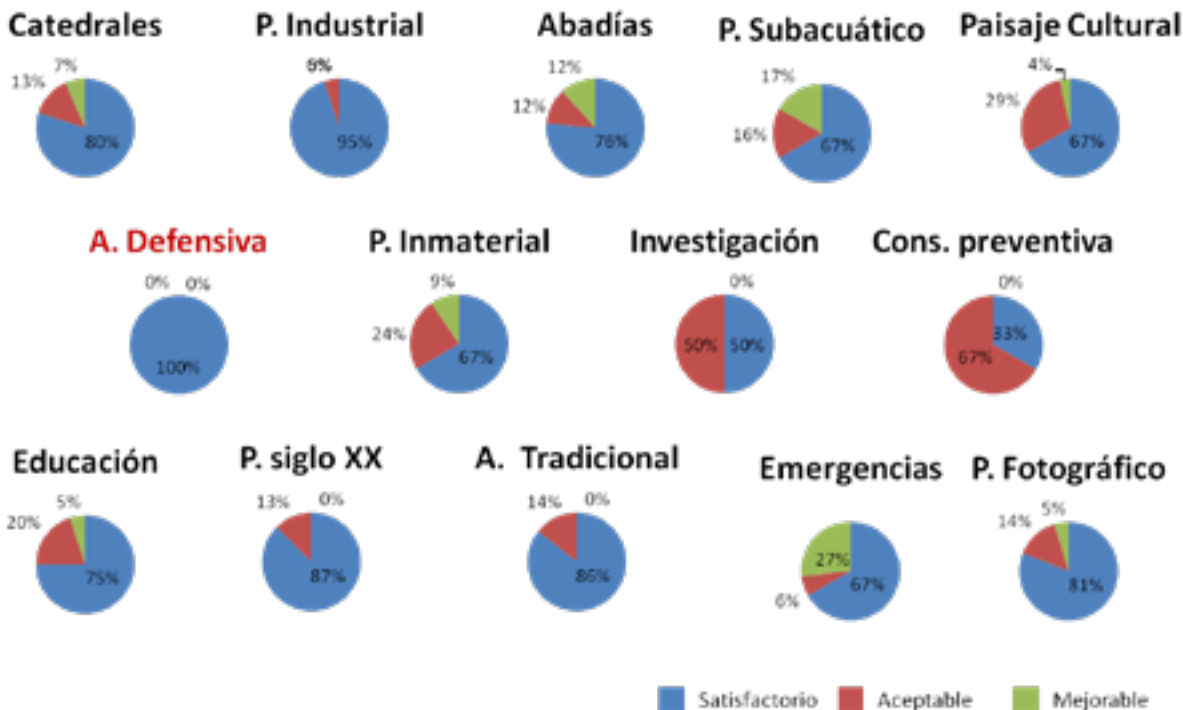 Catedrales
7%
13%
80%
P. Industrial
95%
Abadías
12%
12%
76%
P. Subacuático
17%
16%
67%
Paisaje Cultural
4%
29%
67%
A. Defensiva
0% 0%
100%
P. Inmaterial
9%
24%
67%
Investigación
0%
50% 50%
Cons. preventiva
0%
33%
67%
Educación
5%
20%
75%
P. siglo XX
13% 0%
87%
A. Tradicional
14% 0%
86%
Emergencias
27%
67%
6%
P. Fotográfico
5%
14%
81%
Satisfactorio Aceptable Mejorable